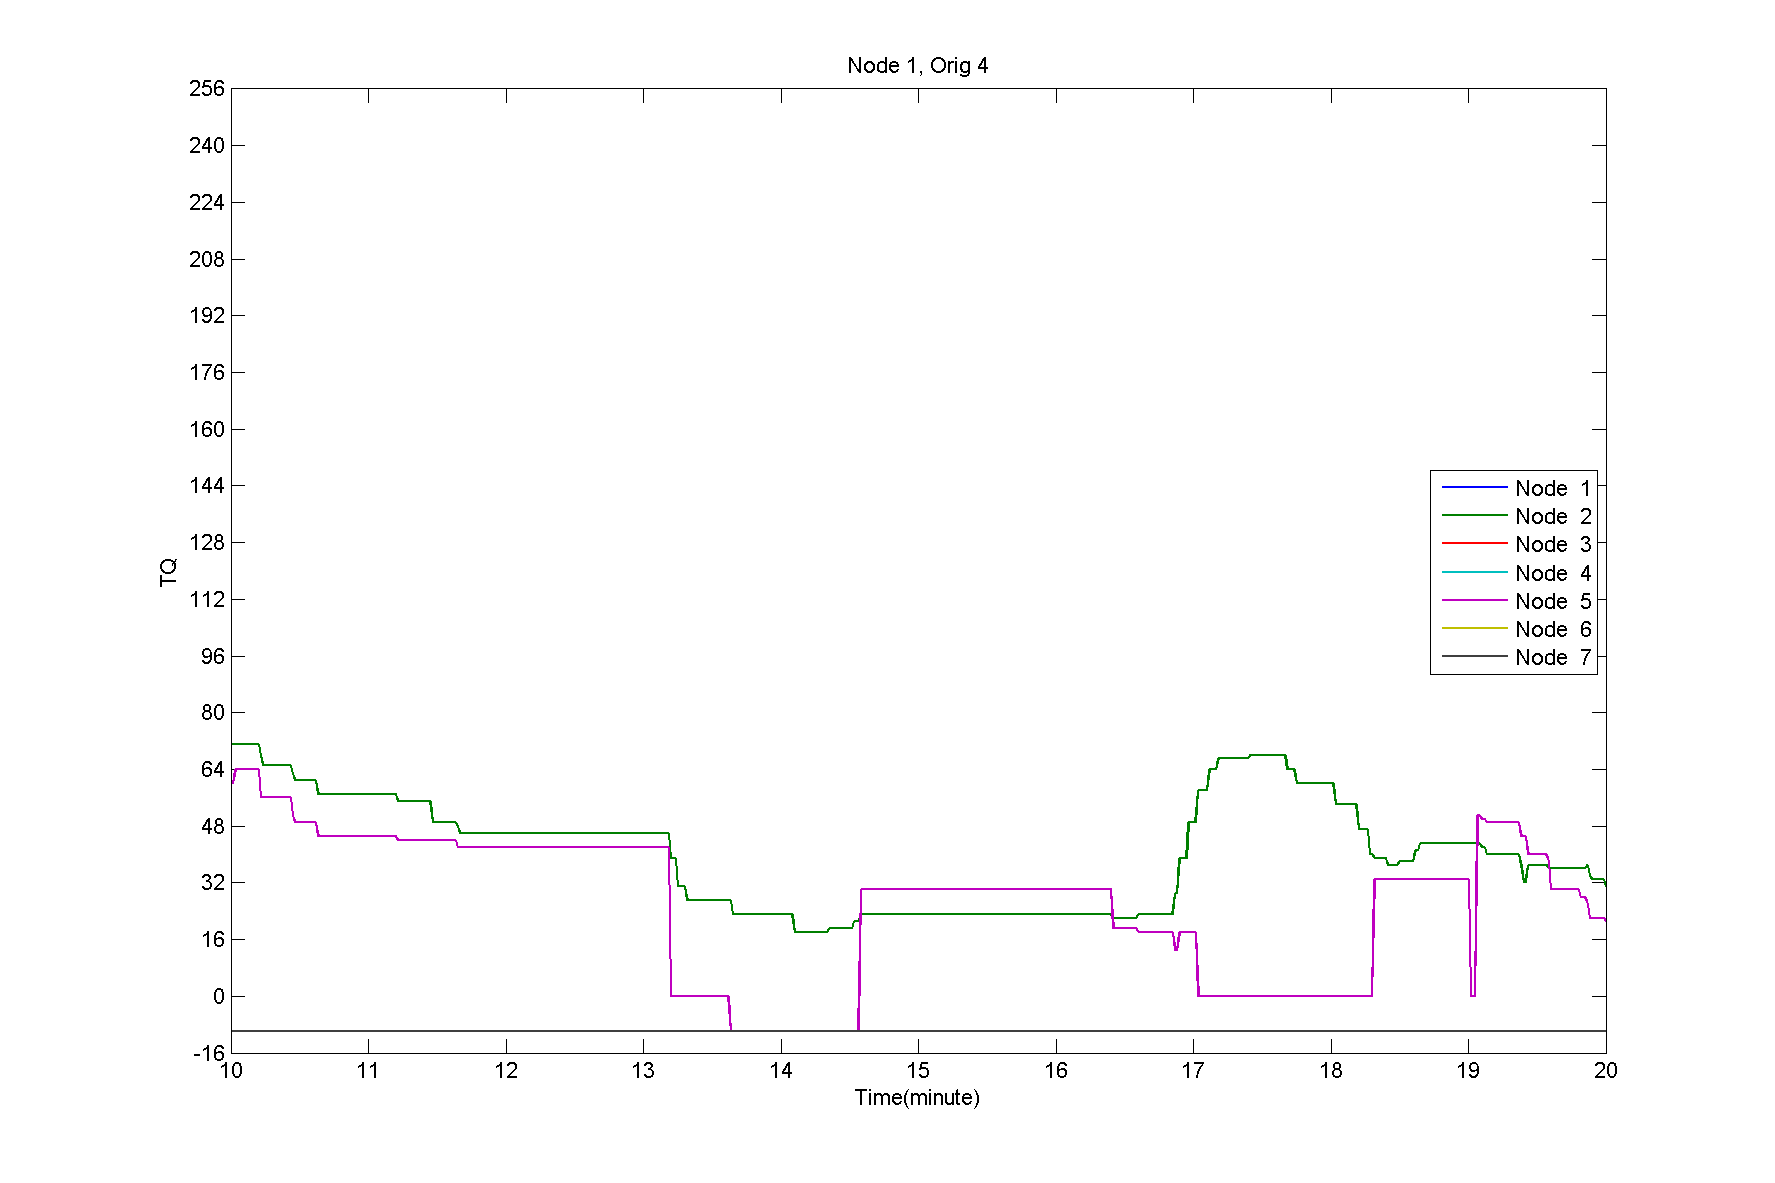 Node 1, Orig 4
256
240
224
208
192
176
160
144
128
112
96
80
64
48
32
16
0
-16
TQ
Node 1
Node 2
Node 3
Node 4
Node 5
Node 6
Node 7
10 11 12 13 14 15 16 17 18 19 20
Time(minute)